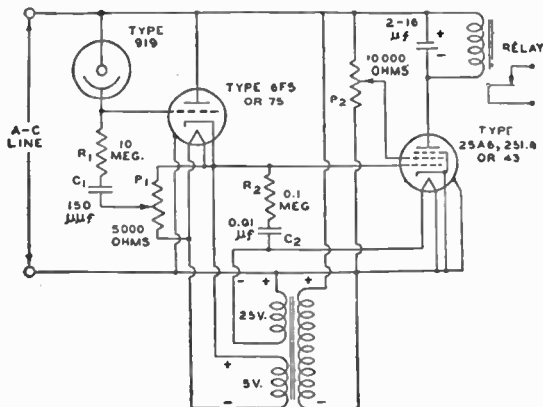 TYPE
919
TYPE 6F5
OR 75
2-16
μf
+
-
10000
OHMS
P2
RELAY
TYPE
25A6, 25L6
OR 43
A-C
LINE
R1
10
MEG.
C1
150
μμf
P1
5000
OHMS
R2
0.1
MEG
0.01
μf
C2
-
+
25V.
+
+
5V.
-
-